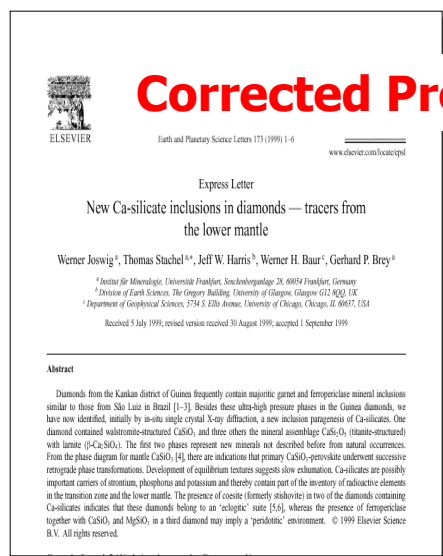 Corrected Pr
ELSEVIER
Earth and Planetary Science Letters 173 (1999) 1–6
www.elsevier.com/locate/epsl
Express Letter
New Ca-silicate inclusions in diamonds — tracers from
the lower mantle
Werner Joswig a, Thomas Stachel a,*, Jeff W. Harris b, Werner H. Baur c, Gerhard P. Brey a
a Institut für Mineralogie, Universität Frankfurt, Senckenberganlage 28, 60054 Frankfurt, Germany
b Division of Earth Sciences, The Gregory Building, University of Glasgow, Glasgow G12 8QQ, UK
c Department of Geophysical Sciences, 5734 S. Ellis Avenue, University of Chicago, Chicago, IL 60637, USA
Received 5 July 1999; revised version received 30 August 1999; accepted 1 September 1999
Abstract
Diamonds from the Kankan district of Guinea frequently contain majoritic garnet and ferropericlase mineral inclusions
similar to those from São Luiz in Brazil [1–3]. Besides these ultra-high pressure phases in the Guinea diamonds, we
have now identified, initially by in-situ single crystal X-ray diffraction, a new inclusion paragenesis of Ca-silicates. One
diamond contained walstromite-structured CaSiO₃ and three others the mineral assemblage CaSi₂O₅ (titanite-structured)
with larnite (β-Ca₂SiO₄). The first two phases represent new minerals not described before from natural occurrences.
From the phase diagram for mantle CaSiO₃ [4], there are indications that primary CaSiO₃-perovskite underwent successive
retrograde phase transformations. Development of equilibrium textures suggests slow exhumation. Ca-silicates are possibly
important carriers of strontium, phosphorus and potassium and thereby contain part of the inventory of radioactive elements
in the transition zone and the lower mantle. The presence of coesite (formerly stishovite) in two of the diamonds containing
Ca-silicates indicates that these diamonds belong to an ‘eclogitic’ suite [5,6], whereas the presence of ferropericlase
together with CaSiO₃ and MgSiO₃ in a third diamond may imply a ‘peridotitic’ environment. © 1999 Elsevier Science
B.V. All rights reserved.